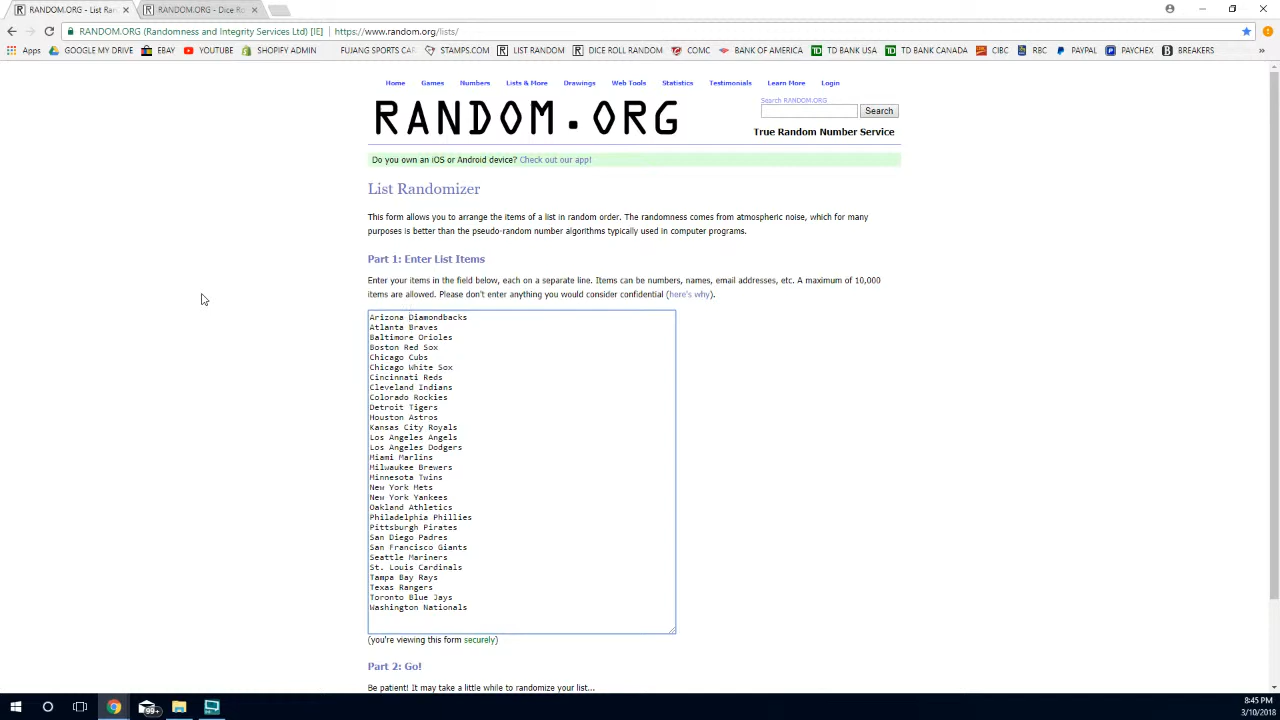 RANDOM.ORG - List Ran
RANDOM.ORG - Dice Ro
RANDOM.ORG (Randomness and Integrity Services Ltd) [IE] | https://www.random.org/lists/
Apps GOOGLE MY DRIVE EBAY YOUTUBE SHOPIFY ADMIN FUJANG SPORTS CAR STAMPS.COM LIST RANDOM DICE ROLL RANDOM COMC BANK OF AMERICA TD BANK USA TD BANK CANADA CIBC RBC PAYPAL PAYCHEX BREAKERS »
Home Games Numbers Lists & More Drawings Web Tools Statistics Testimonials Learn More Login
RANDOM.ORG
Search RANDOM.ORG
Search
True Random Number Service
Do you own an iOS or Android device? Check out our app!
List Randomizer
This form allows you to arrange the items of a list in random order. The randomness comes from atmospheric noise, which for many
purposes is better than the pseudo-random number algorithms typically used in computer programs.
Part 1: Enter List Items
Enter your items in the field below, each on a separate line. Items can be numbers, names, email addresses, etc. A maximum of 10,000
items are allowed. Please don't enter anything you would consider confidential (here's why).
Arizona Diamondbacks
Atlanta Braves
Baltimore Orioles
Boston Red Sox
Chicago Cubs
Chicago White Sox
Cincinnati Reds
Cleveland Indians
Colorado Rockies
Detroit Tigers
Houston Astros
Kansas City Royals
Los Angeles Angels
Los Angeles Dodgers
Miami Marlins
Milwaukee Brewers
Minnesota Twins
New York Mets
New York Yankees
Oakland Athletics
Philadelphia Phillies
Pittsburgh Pirates
San Diego Padres
San Francisco Giants
Seattle Mariners
St. Louis Cardinals
Tampa Bay Rays
Texas Rangers
Toronto Blue Jays
Washington Nationals
(you're viewing this form securely)
Part 2: Go!
Be patient! It may take a little while to randomize your list...
99+
8:45 PM
3/10/2018